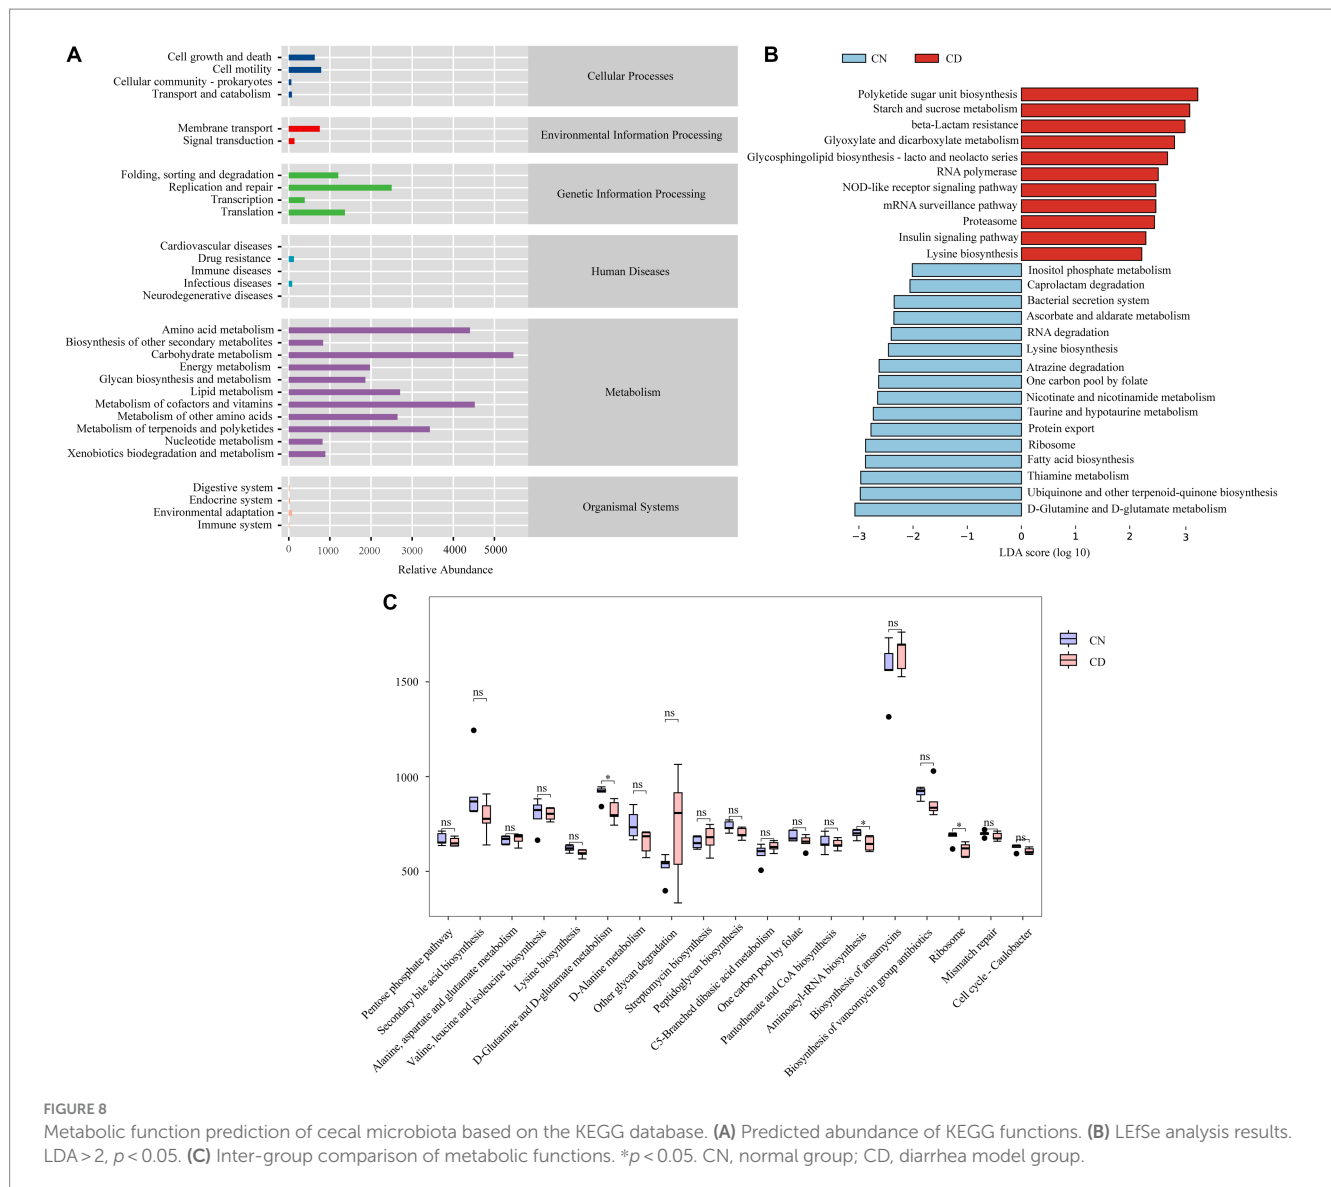 A
Cell growth and death
Cell motility
Cellular community - prokaryotes
Transport and catabolism
Cellular Processes
Membrane transport
Signal transduction
Environmental Information Processing
Folding, sorting and degradation
Replication and repair
Transcription
Translation
Genetic Information Processing
Cardiovascular diseases
Drug resistance
Immune diseases
Infectious diseases
Neurodegenerative diseases
Human Diseases
Amino acid metabolism
Biosynthesis of other secondary metabolites
Carbohydrate metabolism
Energy metabolism
Glycan biosynthesis and metabolism
Lipid metabolism
Metabolism of cofactors and vitamins
Metabolism of other amino acids
Metabolism of terpenoids and polyketides
Nucleotide metabolism
Xenobiotics biodegradation and metabolism
Metabolism
Digestive system
Endocrine system
Environmental adaptation
Immune system
Organismal Systems
0 1000 2000 3000 4000 5000
Relative Abundance
B
CN CD
Polyketide sugar unit biosynthesis
Starch and sucrose metabolism
beta-Lactam resistance
Glyoxylate and dicarboxylate metabolism
Glycosphingolipid biosynthesis - lacto and neolacto series
RNA polymerase
NOD-like receptor signaling pathway
mRNA surveillance pathway
Proteasome
Insulin signaling pathway
Lysine biosynthesis
Inositol phosphate metabolism
Caprolactam degradation
Bacterial secretion system
Ascorbate and aldarate metabolism
RNA degradation
Lysine biosynthesis
Atrazine degradation
One carbon pool by folate
Nicotinate and nicotinamide metabolism
Taurine and hypotaurine metabolism
Protein export
Ribosome
Fatty acid biosynthesis
Thiamine metabolism
Ubiquinone and other terpenoid-quinone biosynthesis
D-Glutamine and D-glutamate metabolism
−3 −2 −1 0 1 2 3
LDA score (log 10)
C
1500
1000
500
ns
ns
ns
ns
ns
*
ns
ns
ns
ns
ns
ns
ns
*
ns
ns
*
ns
ns
CN
CD
Pentose phosphate pathway
Secondary bile acid biosynthesis
Alanine, aspartate and glutamate metabolism
Valine, leucine and isoleucine biosynthesis
Lysine biosynthesis
D-Glutamine and D-glutamate metabolism
D-Alanine metabolism
Other glycan degradation
Streptomycin biosynthesis
Peptidoglycan biosynthesis
C5-Branched dibasic acid metabolism
One carbon pool by folate
Pantothenate and CoA biosynthesis
Aminoacyl-tRNA biosynthesis
Biosynthesis of ansamycins
Biosynthesis of vancomycin group antibiotics
Ribosome
Mismatch repair
Cell cycle - Caulobacter
FIGURE 8
Metabolic function prediction of cecal microbiota based on the KEGG database. (A) Predicted abundance of KEGG functions. (B) LEfSe analysis results.
LDA > 2, p < 0.05. (C) Inter-group comparison of metabolic functions. *p < 0.05. CN, normal group; CD, diarrhea model group.